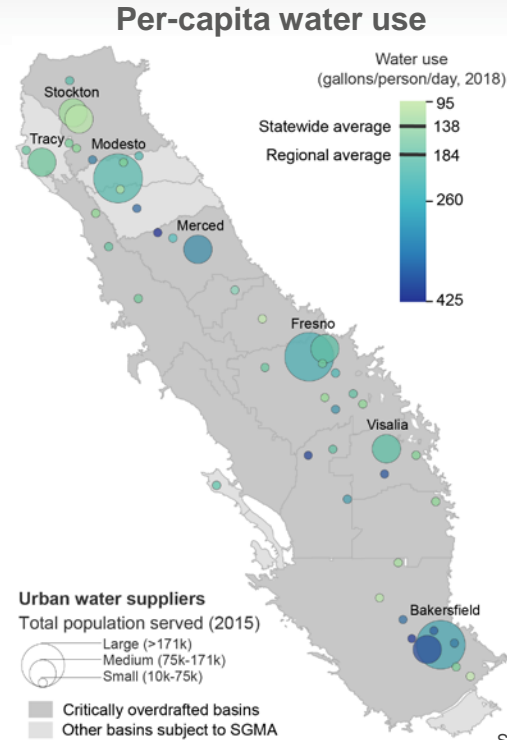 Per-capita water use
Water use
(gallons/person/day, 2018)
95
Statewide average
138
Regional average
184
260
425
Stockton
Tracy
Modesto
Merced
Fresno
Visalia
Bakersfield
Urban water suppliers
Total population served (2015)
Large (>171k)
Medium (75k-171k)
Small (10k-75k)
Critically overdrafted basins
Other basins subject to SGMA
S